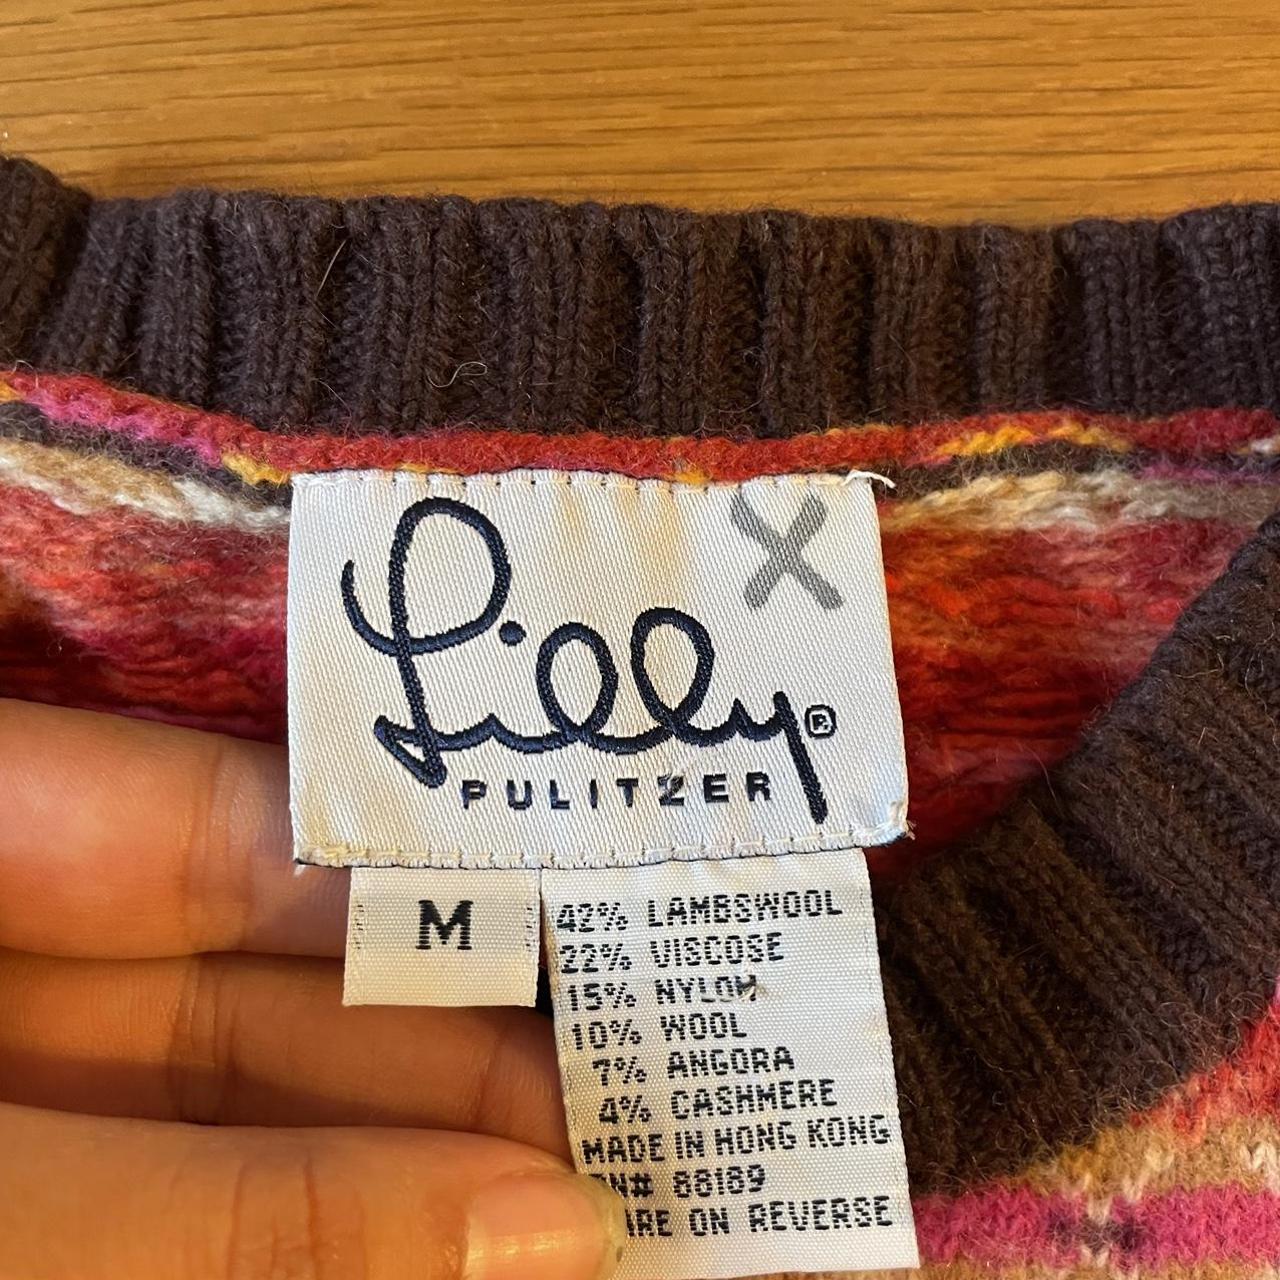 Lilly®
PULITZER
M
42% LAMBSWOOL
22% VISCOSE
15% NYLON
10% WOOL
7% ANGORA
4% CASHMERE
MADE IN HONG KONG
N# 88189
ARE ON REVERSE